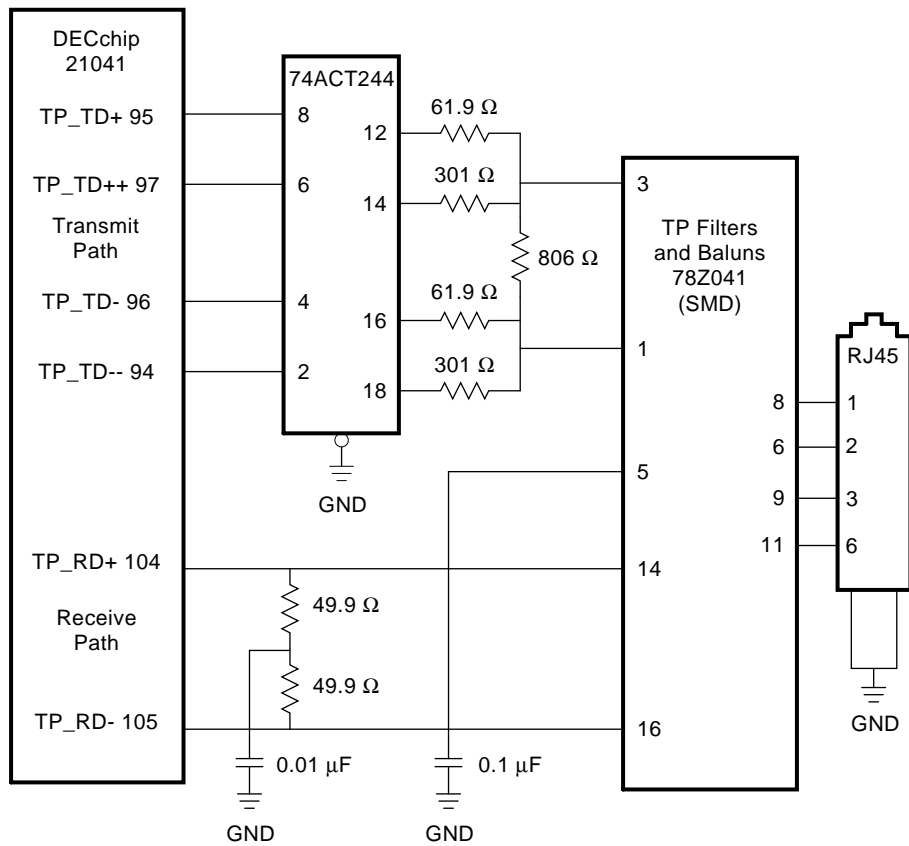 DECchip
21041
74ACT244
TP_TD+ 95
8
12
61.9 Ω
TP_TD++ 97
6
14
301 Ω
3
Transmit
Path
806 Ω
TP Filters
and Baluns
78Z041
(SMD)
TP_TD- 96
4
16
61.9 Ω
1
TP_TD-- 94
2
18
301 Ω
GND
5
RJ45
8
1
6
2
9
3
11
6
TP_RD+ 104
14
49.9 Ω
Receive
Path
49.9 Ω
TP_RD- 105
16
GND
0.01 μF
0.1 μF
GND
GND